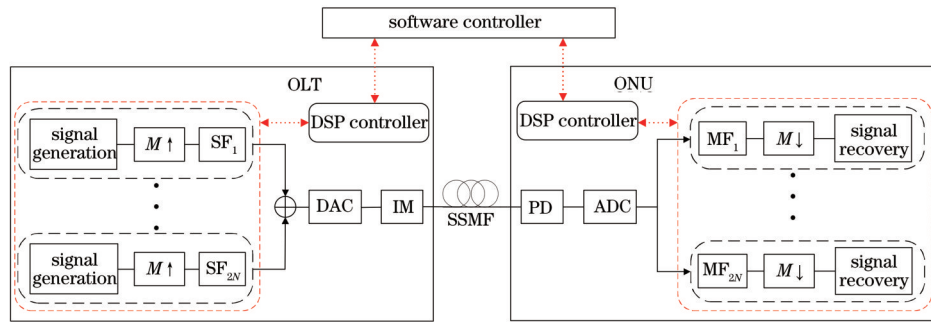 software controller
OLT
ONU
DSP controller
DSP controller
signal
generation
M↑
SF1
MF1
M↓
signal
recovery
DAC
IM
SSMF
PD
ADC
signal
generation
M↑
SF2N
MF2N
M↓
signal
recovery